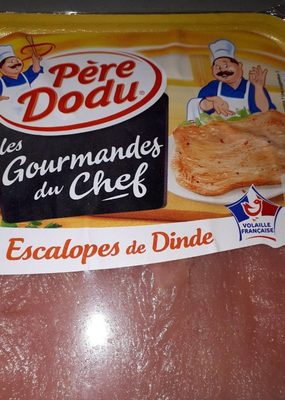 Père
Dodu
les
Gourmandes
du Chef
VOLAILLE
FRANÇAISE
Escalopes de Dinde